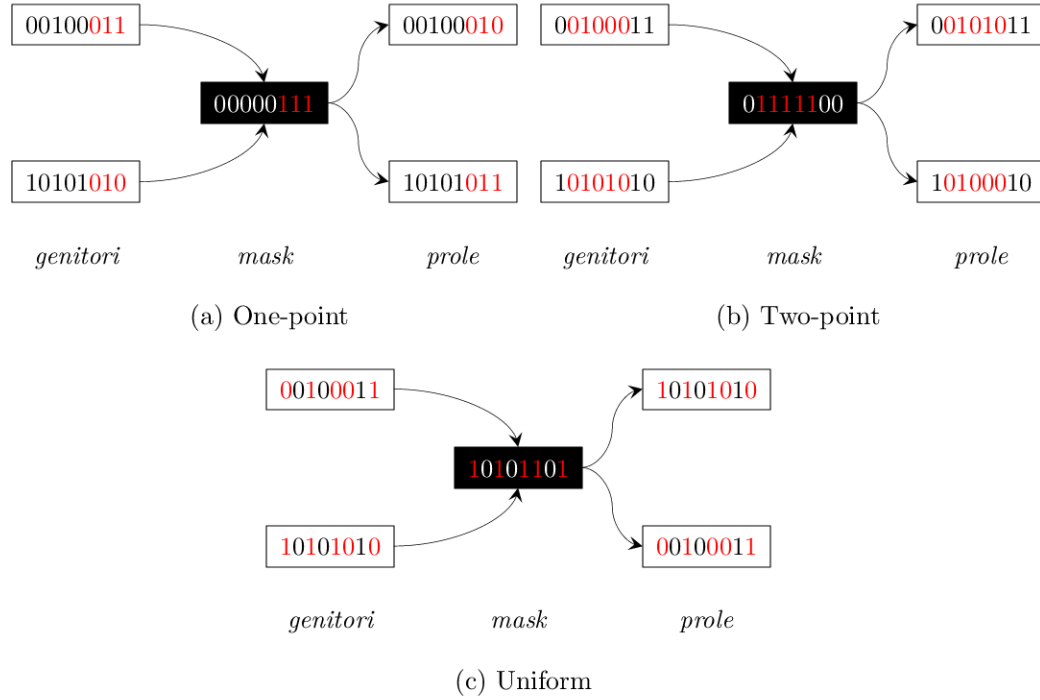 00100011 00100010 00100011 00101011
00000111 01111100
10101010 10101011 10101010 10100010
genitori mask prole genitori mask prole
(a) One-point (b) Two-point
00100011 10101010
10101101
10101010 00100011
genitori mask prole
(c) Uniform